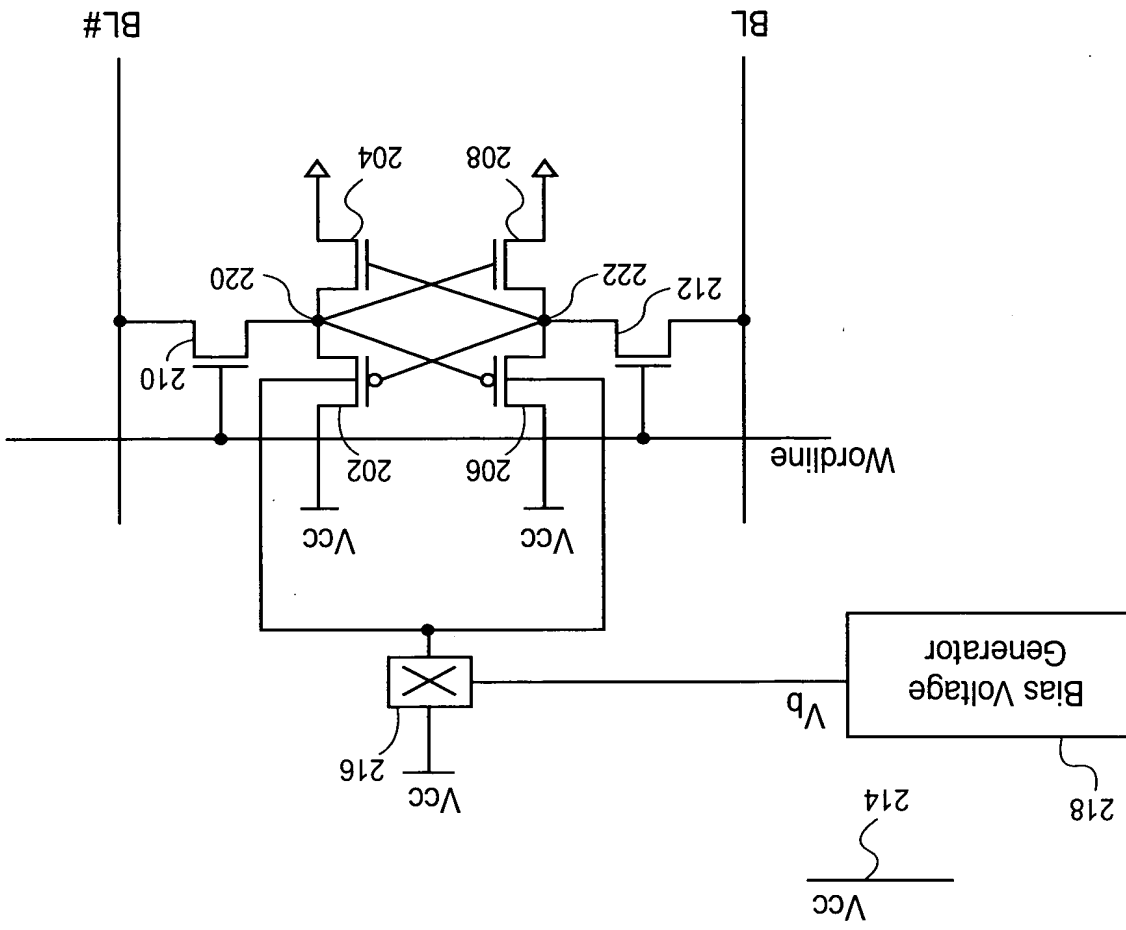 Vcc
214
218
Vcc
216
Bias Voltage
Generator
Vb
Vcc
Vcc
Wordline
206
202
210
212
222
220
208
204
BL
BL#